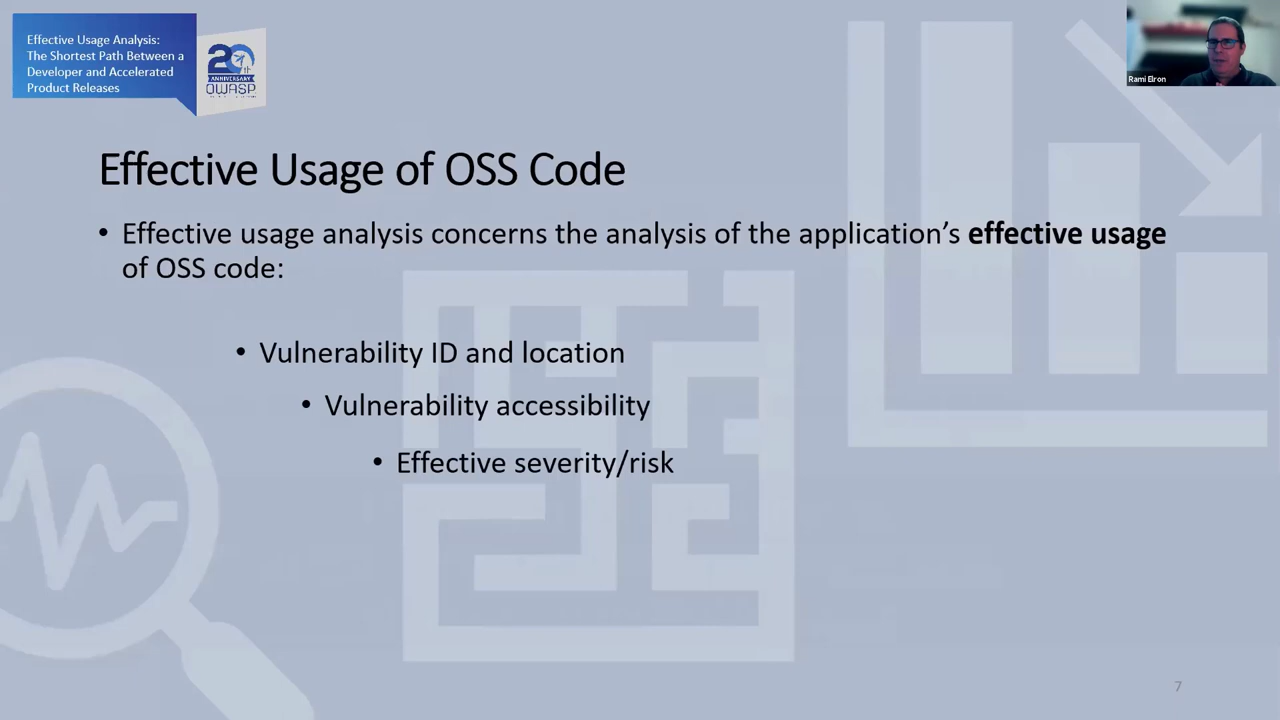 Effective Usage Analysis:
The Shortest Path Between a
Developer and Accelerated
Product Releases
20th
ANNIVERSARY
OWASP
Rami Elron
Effective Usage of OSS Code
• Effective usage analysis concerns the analysis of the application’s effective usage
of OSS code:
• Vulnerability ID and location
• Vulnerability accessibility
• Effective severity/risk
7